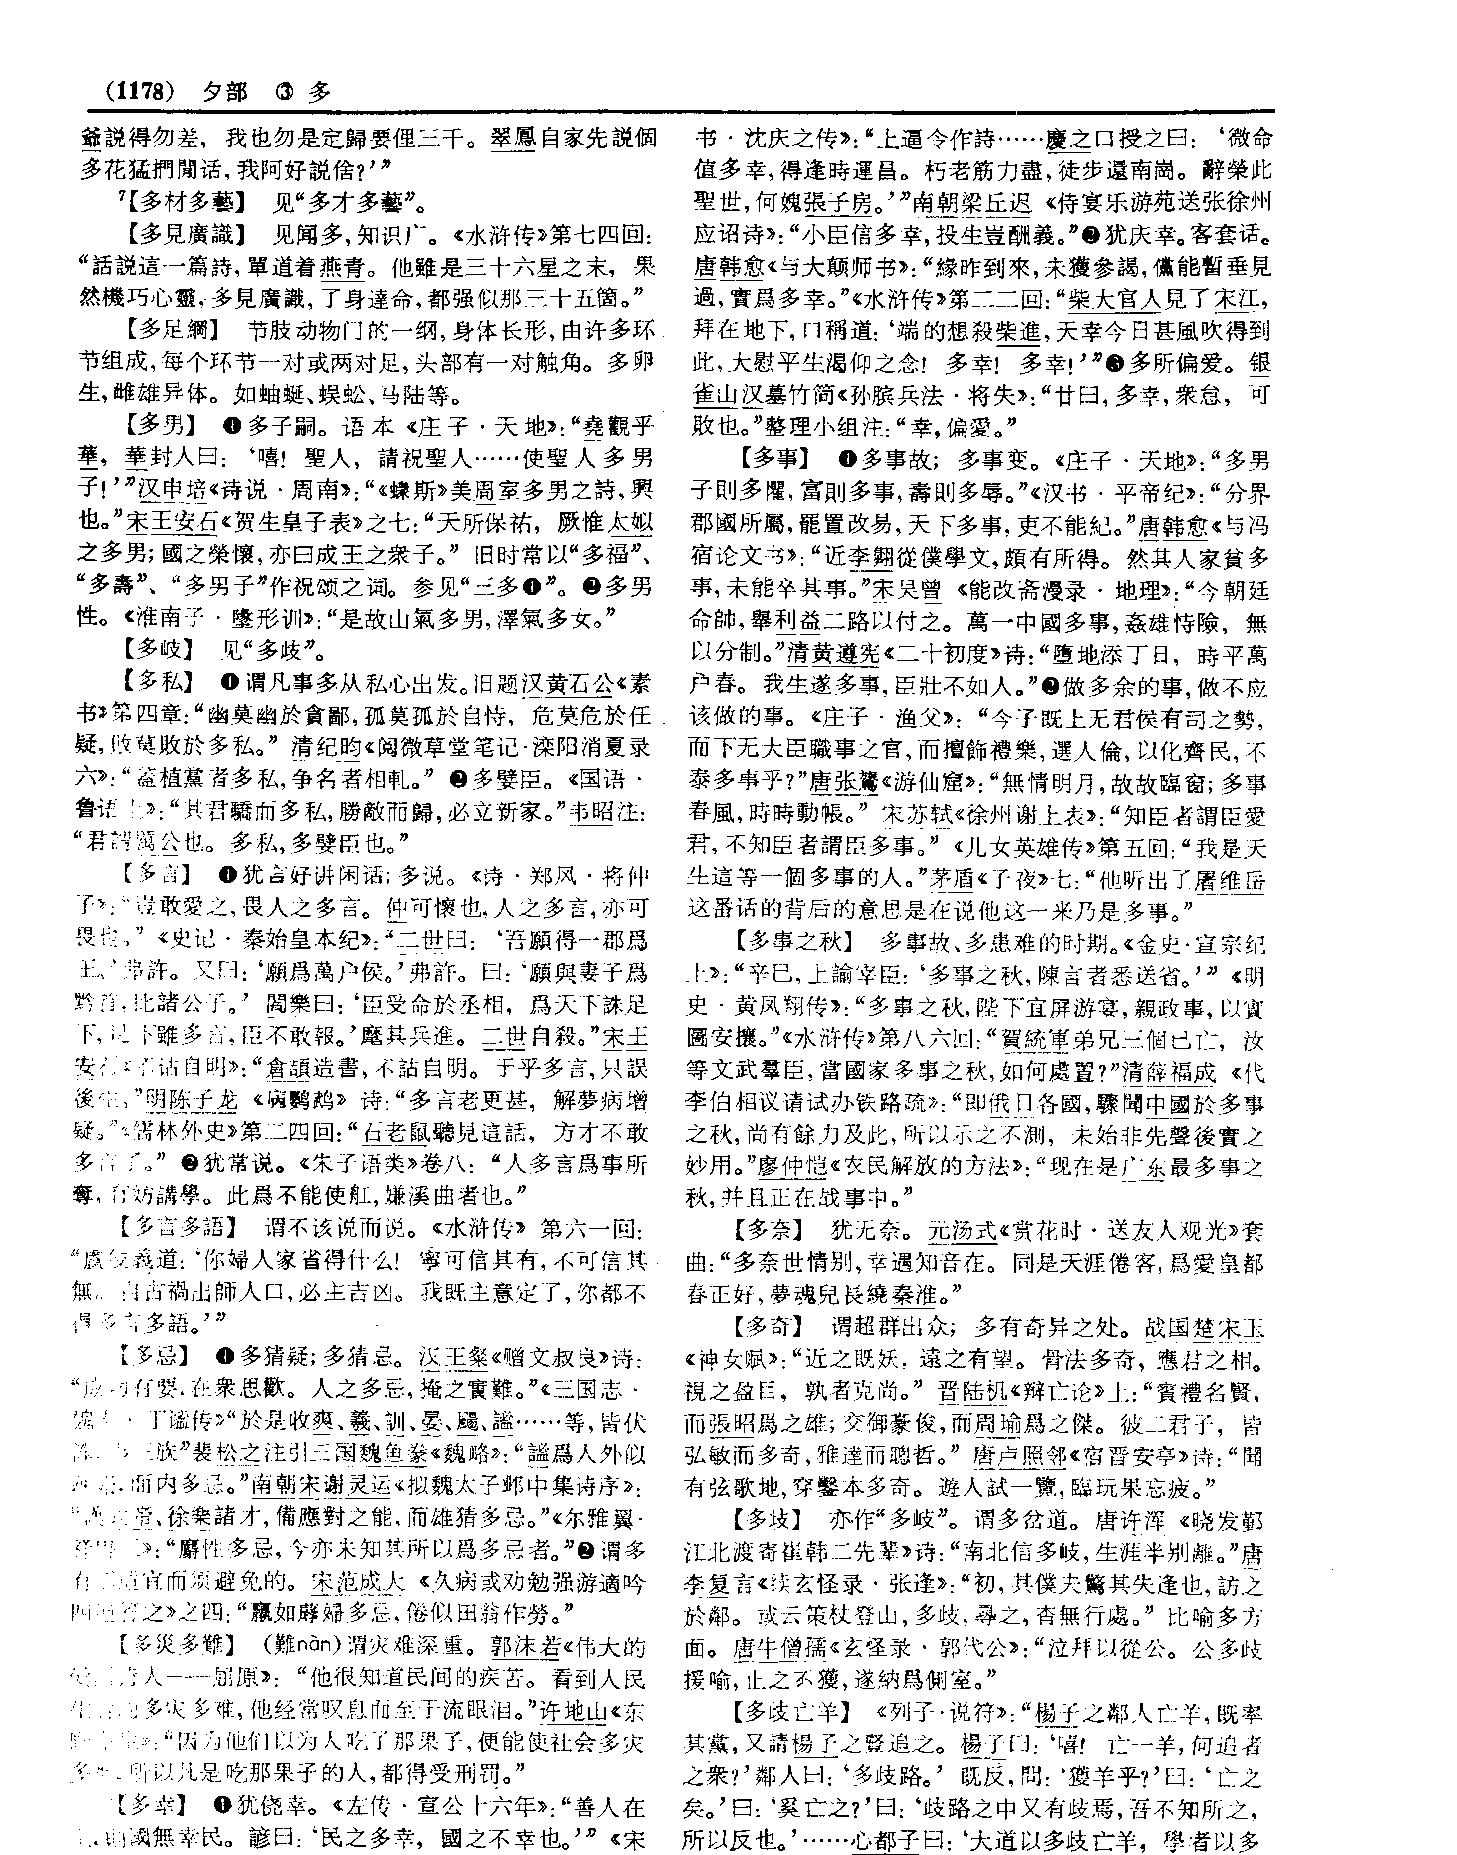 (1178) 夕部 ③ 多
爺説得勿差，我也勿是定歸要俚三千。翠鳳自家先説個
多花猛捫閒话，我阿好説倽？’”
⁷【多材多藝】 见“多才多藝”。
【多見廣識】 见闻多，知识广。《水浒传》第七四回：
“話説這一篇詩，單道着燕青。他雖是三十六星之末，果
然機巧心靈，多見廣識，了身達命，都强似那三十五箇。”
【多足綱】 节肢动物门的一纲，身体长形，由许多环
节组成，每个环节一对或两对足，头部有一对触角。多卵
生，雌雄异体。如蚰蜒、蜈蚣、马陆等。
【多男】 ❶多子嗣。语本《庄子·天地》：“堯觀乎
華，華封人曰：‘嘻！聖人，請祝聖人……使聖人多男
子！’”汉申培《诗说·周南》：“《螽斯》美周室多男之詩，興
也。”宋王安石《贺生皇子表》之七：“天所保祐，厥惟太姒
之多男；國之榮懷，亦曰成王之衆子。”旧时常以“多福”、
“多壽”、“多男子”作祝颂之词。参见“三多❶”。❷多男
性。《淮南子·墬形训》：“是故山氣多男，澤氣多女。”
【多岐】 见“多歧”。
【多私】 ❶谓凡事多从私心出发。旧题汉黄石公《素
书》第四章：“幽莫幽於貪鄙，孤莫孤於自恃，危莫危於任
疑，敗莫敗於多私。”清纪昀《阅微草堂笔记·滦阳消夏录
六》：“蓋植黨者多私，争名者相軋。”❷多嬖臣。《国语·
鲁语上》：“其君驕而多私，勝敵而歸，必立新家。”韦昭注：
“君謂厲公也。多私，多嬖臣也。”
【多言】 ❶犹言好讲闲话；多说。《诗·郑风·将仲
子》：“豈敢愛之，畏人之多言。仲可懷也，人之多言，亦可
畏也。”《史记·秦始皇本纪》：“二世曰：‘吾願得一郡爲
王。’弗許。又曰：‘願爲萬户侯。’弗許。曰：‘願與妻子爲
黔首，比諸公子。’閻樂曰：‘臣受命於丞相，爲天下誅足
下，足下雖多言，臣不敢報。’麾其兵進。二世自殺。”宋王
安石《詁自明》：“倉頡造書，不詁自明。于乎多言，只誤
後生。”明陈子龙《病鹦鹉》诗：“多言老更甚，解夢病增
疑。”《儒林外史》第二四回：“石老鼠聽見這話，方才不敢
多言了。”❷犹常说。《朱子语类》卷八：“人多言爲事所
奪，有妨講學。此爲不能使舡，嫌溪曲者也。”
【多言多語】 谓不该说而说。《水浒传》第六一回：
“盧俊義道：‘你婦人家省得什么！寧可信其有，不可信其
無。自古禍出師人口，必主吉凶。我既主意定了，你都不
得多言多語。’”
【多忌】 ❶多猜疑；多猜忌。汉王粲《赠文叔良》诗：
有要，在衆思歡。人之多忌，掩之實難。”《三国志·
丁谧传》“於是收爽、羲、訓、晏、颺、謐……等，皆伏
族”裴松之注引三国魏鱼豢《魏略》：“謐爲人外似
而内多忌。”南朝宋谢灵运《拟魏太子邺中集诗序》：
徐樂諸才，備應對之能，而雄猜多忌。”《尔雅翼·
：“麝性多忌，今亦未知其所以爲多忌者。”❷谓多
有宜而须避免的。宋范成大《久病或劝勉强游適吟
四之》之四：“羸如蓐婦多忌，倦似田翁作勞。”
【多災多難】 （難nàn）谓灾难深重。郭沫若《伟大的
人——屈原》：“他很知道民间的疾苦。看到人民
多灾多难，他经常叹息而至于流眼泪。”许地山《东
》：“因为他们以为人吃了那果子，便能使社会多灾
多，所以凡是吃那果子的人，都得受刑罚。”
【多幸】 ❶犹侥幸。《左传·宣公十六年》：“善人在
上，則國無幸民。諺曰：‘民之多幸，國之不幸也。’”《宋
书·沈庆之传》：“上逼令作詩……慶之口授之曰：‘微命
值多幸，得逢時運昌。朽老筋力盡，徒步還南崗。辭榮此
聖世，何媿張子房。’”南朝梁丘迟《侍宴乐游苑送张徐州
应诏诗》：“小臣信多幸，投生豈酬義。”❷犹庆幸。客套话。
唐韩愈《与大颠师书》：“緣昨到來，未獲參謁，儻能暫垂見
過，實爲多幸。”《水浒传》第二二回：“柴大官人見了宋江，
拜在地下，口稱道：‘端的想殺柴進，天幸今日甚風吹得到
此，大慰平生渴仰之念！多幸！多幸！’”❸多所偏爱。银
雀山汉墓竹简《孙膑兵法·将失》：“廿曰，多幸，衆怠，可
敗也。”整理小组注：“幸，偏愛。”
【多事】 ❶多事故；多事变。《庄子·天地》：“多男
子則多懼，富則多事，壽則多辱。”《汉书·平帝纪》：“分界
郡國所屬，罷置改易，天下多事，吏不能紀。”唐韩愈《与冯
宿论文书》：“近李翱從僕學文，頗有所得。然其人家貧多
事，未能卒其事。”宋吴曾《能改斋漫录·地理》：“今朝廷
命帥，舉利益二路以付之。萬一中國多事，姦雄恃險，無
以分制。”清黄遵宪《二十初度》诗：“墮地添丁日，時平萬
户春。我生遂多事，臣壯不如人。”❷做多余的事，做不应
该做的事。《庄子·渔父》：“今子既上无君侯有司之勢，
而下无大臣職事之官，而擅飾禮樂，選人倫，以化齊民，不
泰多事乎？”唐张鷟《游仙窟》：“無情明月，故故臨窗；多事
春風，時時動帳。”宋苏轼《徐州谢上表》：“知臣者謂臣愛
君，不知臣者謂臣多事。”《儿女英雄传》第五回：“我是天
生這等一個多事的人。”茅盾《子夜》七：“他听出了屠维岳
这番话的背后的意思是在说他这一来乃是多事。”
【多事之秋】 多事故、多患难的时期。《金史·宣宗纪
上》：“辛巳，上諭宰臣：‘多事之秋，陳言者悉送省。’”《明
史·黄凤翔传》：“多事之秋，陛下宜屏游宴，親政事，以實
圖安攘。”《水浒传》第八六回：“賀統軍弟兄三個已亡，汝
等文武羣臣，當國家多事之秋，如何處置？”清薛福成《代
李伯相议请试办铁路疏》：“即俄日各國，驟聞中國於多事
之秋，尚有餘力及此，所以示之不測，未始非先聲後實之
妙用。”廖仲恺《农民解放的方法》：“现在是广东最多事之
秋，并且正在战事中。”
【多奈】 犹无奈。元汤式《赏花时·送友人观光》套
曲：“多奈世情别，幸遇知音在。同是天涯倦客，爲愛皇都
春正好，夢魂兒長繞秦淮。”
【多奇】 谓超群出众；多有奇异之处。战国楚宋玉
《神女赋》：“近之既妖，遠之有望。骨法多奇，應君之相。
視之盈目，孰者克尚。”晋陆机《辩亡论》上：“賓禮名賢，
而張昭爲之雄；交御豪俊，而周瑜爲之傑。彼二君子，皆
弘敏而多奇，雅達而聰哲。”唐卢照邻《宿晋安亭》诗：“聞
有弦歌地，穿鑿本多奇。遊人試一覽，臨玩果忘疲。”
【多歧】 亦作“多岐”。谓多岔道。唐许浑《晓发鄞
江北渡寄崔韩二先辈》诗：“南北信多岐，生涯半别離。”唐
李复言《续玄怪录·张逢》：“初，其僕夫驚其失逢也，訪之
於鄰。或云策杖登山，多歧，尋之，杳無行處。”比喻多方
面。唐牛僧孺《玄怪录·郭代公》：“泣拜以從公。公多歧
援喻，止之不獲，遂納爲側室。”
【多歧亡羊】 《列子·说符》：“楊子之鄰人亡羊，既率
其黨，又請楊子之豎追之。楊子曰：‘嘻！亡一羊，何追者
之衆？’鄰人曰：‘多歧路。’既反，問：‘獲羊乎？’曰：‘亡之
矣。’曰：‘奚亡之？’曰：‘歧路之中又有歧焉，吾不知所之，
所以反也。’……心都子曰：‘大道以多歧亡羊，學者以多